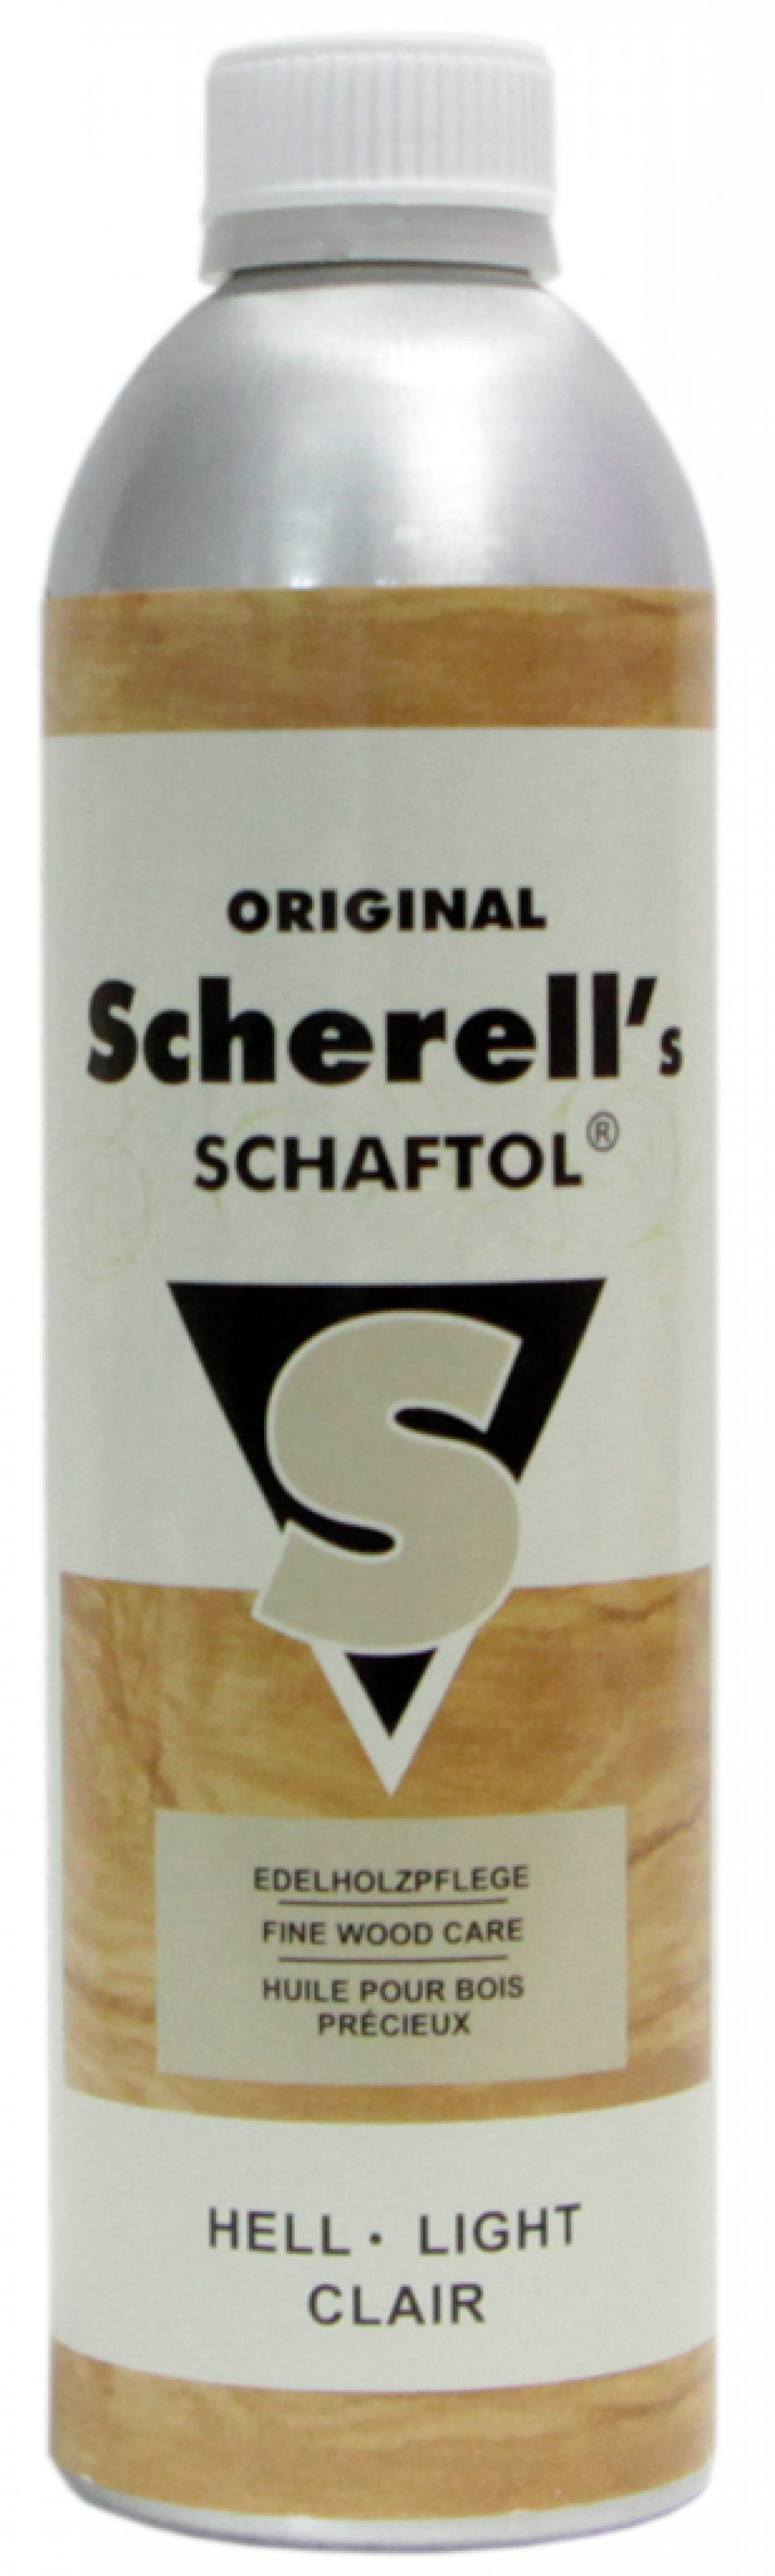 ORIGINAL
Scherell's
SCHAFTOL®
S
EDELHOLZPFLEGE
FINE WOOD CARE
HUILE POUR BOIS
PRÉCIEUX
HELL · LIGHT
CLAIR